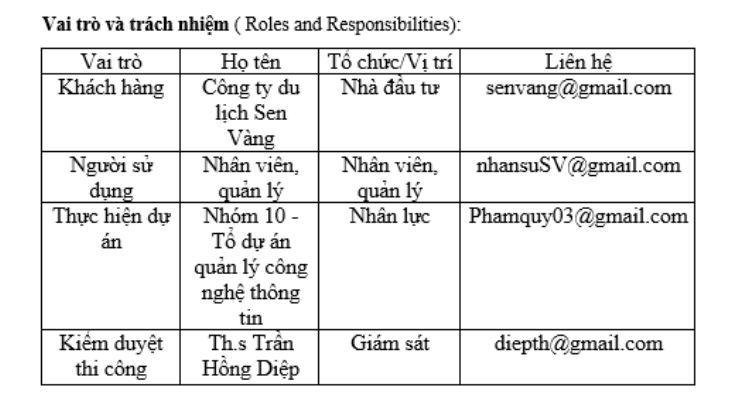 Vai trò và trách nhiệm ( Roles and Responsibilities):
Vai trò Họ tên Tổ chức/Vị trí Liên hệ
Khách hàng Công ty du Nhà đầu tư senvang@gmail.com
lịch Sen
Vàng
Người sử Nhân viên, Nhân viên, nhansuSV@gmail.com
dụng quản lý quản lý
Thực hiện dự Nhóm 10 - Nhân lực Phamquy03@gmail.com
án Tổ dự án
quản lý công
nghệ thông
tin
Kiểm duyệt Th.s Trần Giám sát diepth@gmail.com
thi công Hồng Diệp